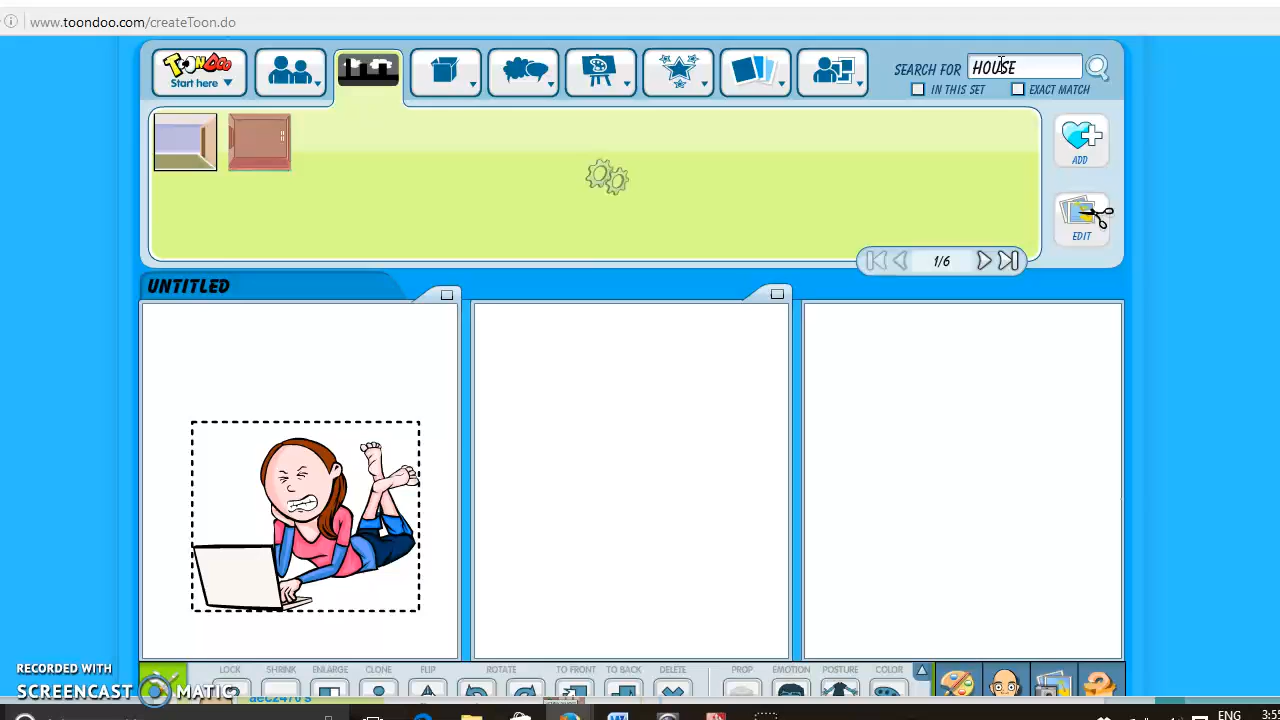 www.toondoo.com/createToon.do
TOONDOO
Start here
SEARCH FOR HOUSE
IN THIS SET EXACT MATCH
ADD
EDIT
1/6
UNTITLED
RECORDED WITH
SCREENCAST MATIC
LOCK SHRINK ENLARGE CLONE FLIP ROTATE TO FRONT TO BACK DELETE PROP EMOTION POSTURE COLOR
ENG